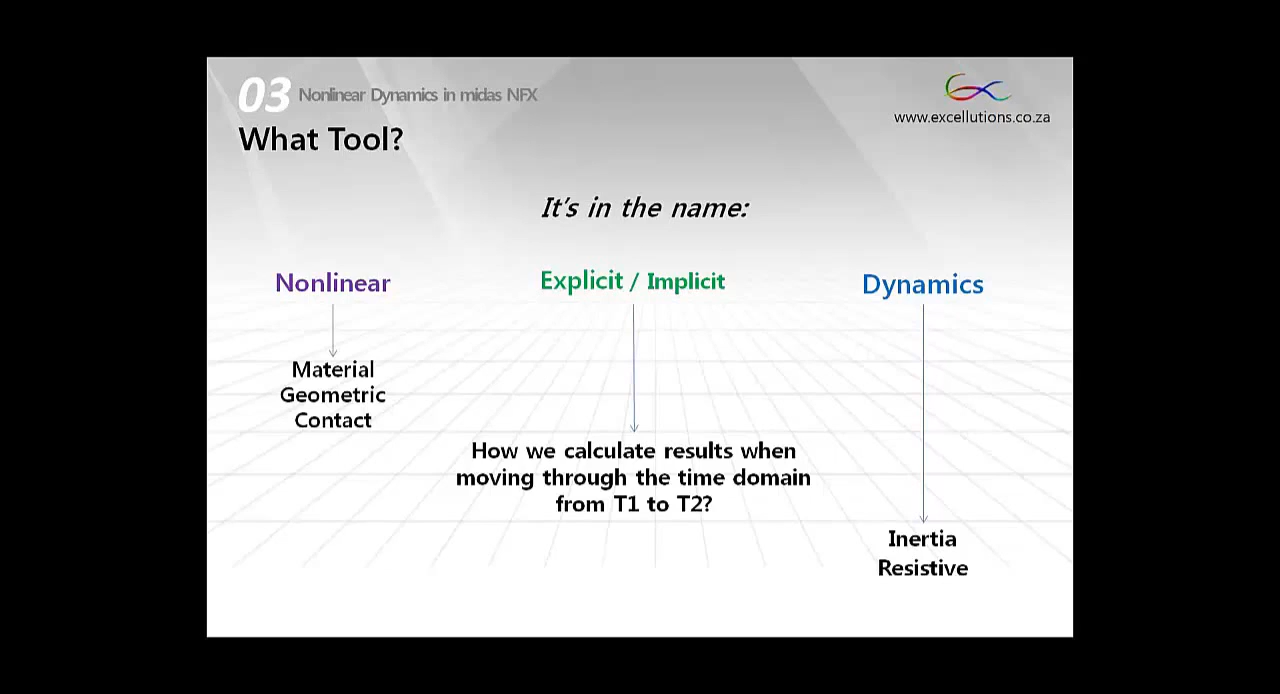 03 Nonlinear Dynamics in midas NFX
www.excellutions.co.za
What Tool?
It's in the name:
Nonlinear
Material
Geometric
Contact
Explicit / Implicit
How we calculate results when
moving through the time domain
from T1 to T2?
Dynamics
Inertia
Resistive